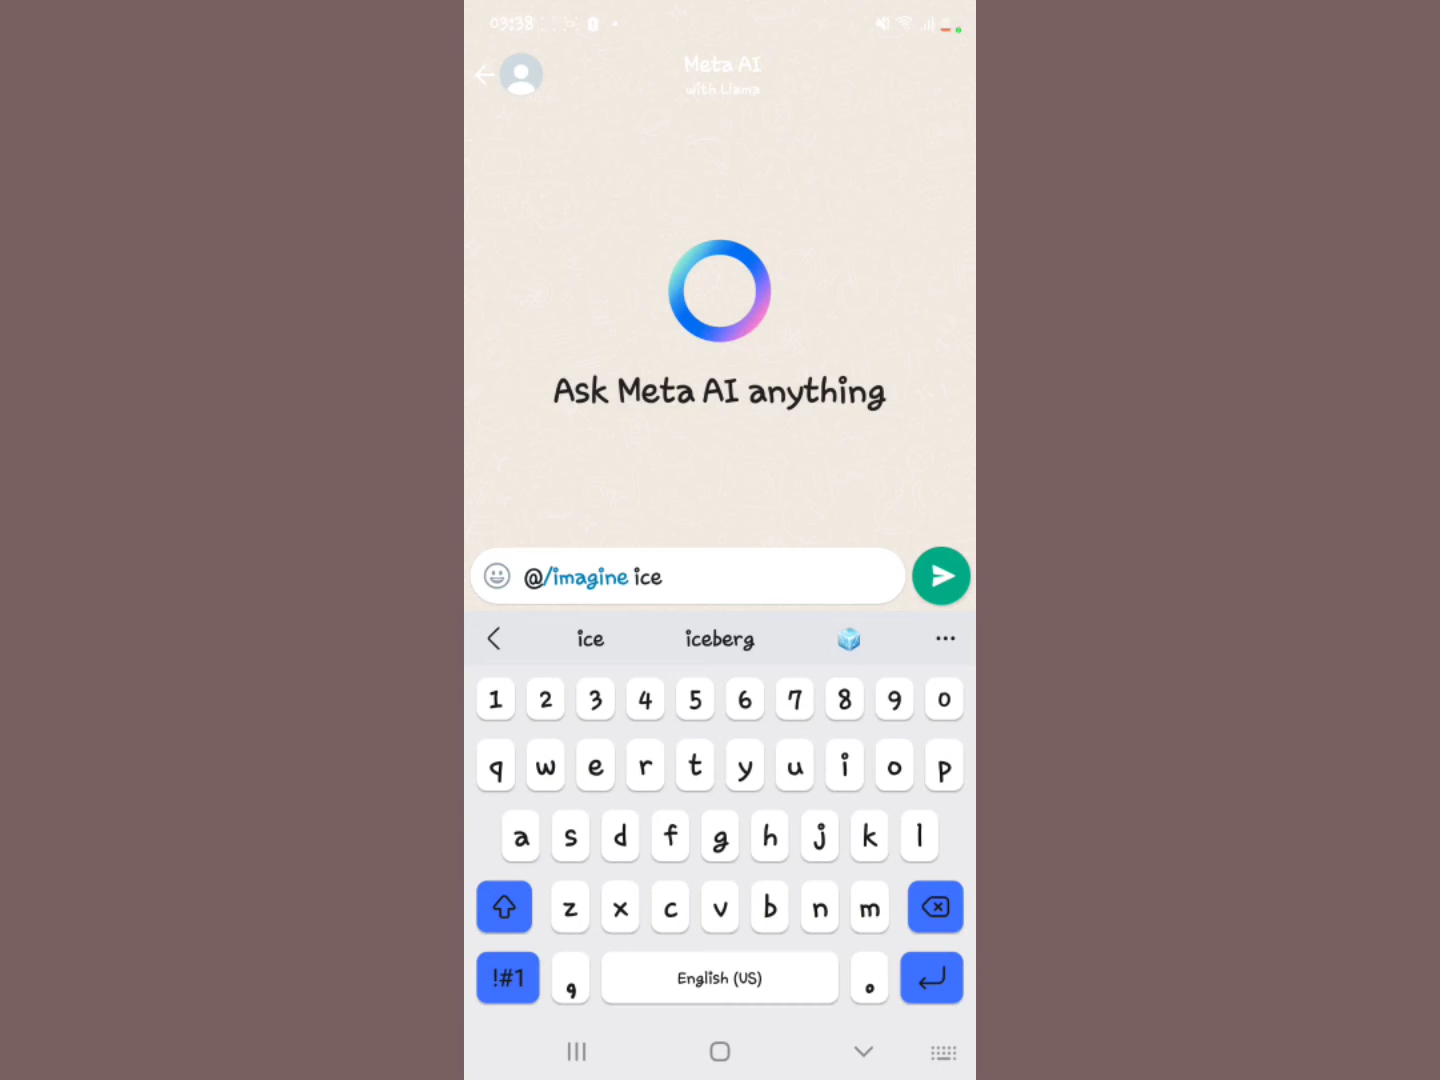 03:38
Meta AI
with Llama
Ask Meta AI anything
@/imagine ice
ice iceberg
1 2 3 4 5 6 7 8 9 0
q w e r t y u i o p
a s d f g h j k l
z x c v b n m
!#1 , English (US) .